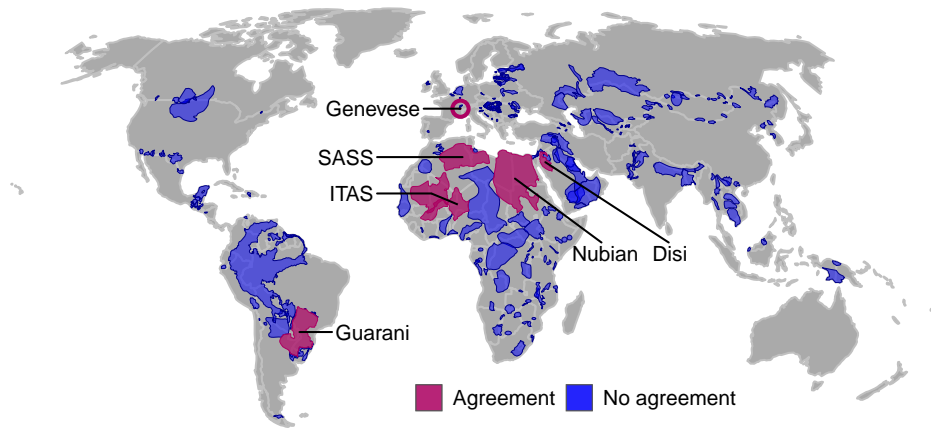 Genevese
SASS
ITAS
Nubian Disi
Guarani
Agreement No agreement